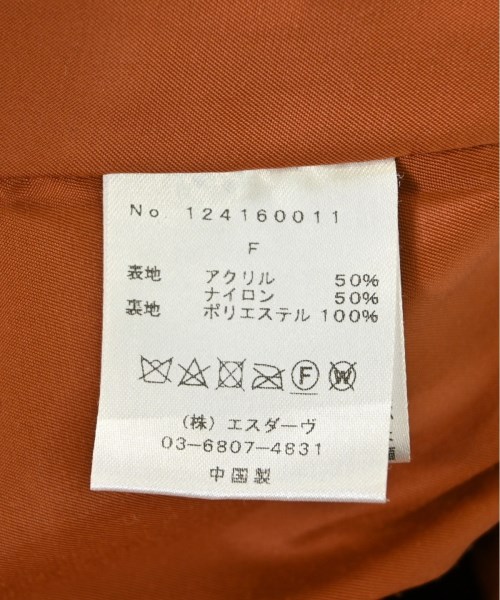 No 124160011
F
表地 アクリル 50%
ナイロン 50%
裏地 ポリエステル 100%
F W
(株) エスダーヴ
03-6807-4831
中国製